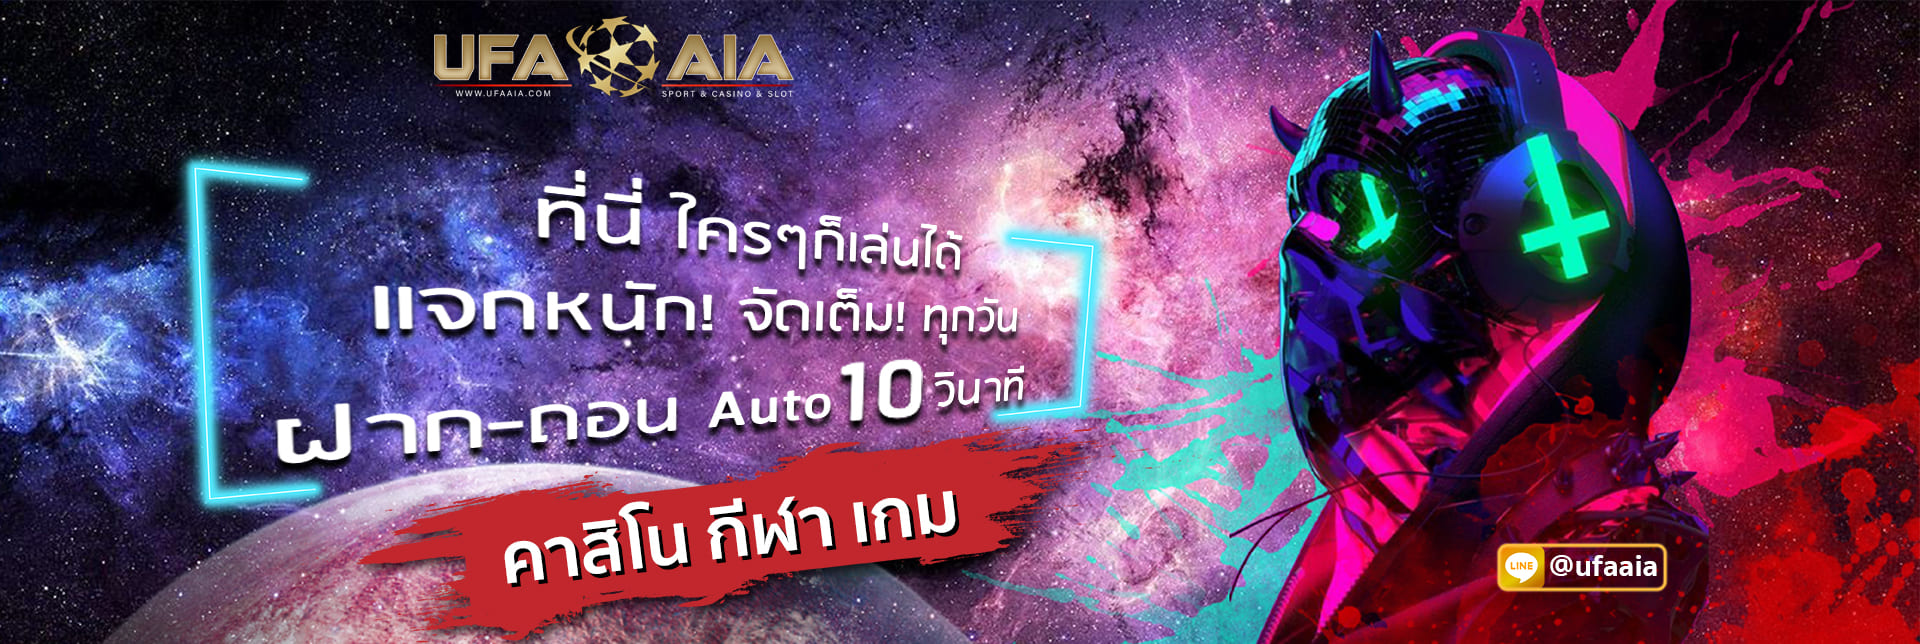 UFA AIA
WWW.UFAAIA.COM SPORT & CASINO & SLOT
ที่นี่ ใครๆก็เล่นได้
แจกหนัก! จัดเต็ม! ทุกวัน
ฝาก-ถอน Auto 10 วินาที
คาสิโน กีฬา เกม
LINE @ufaaia